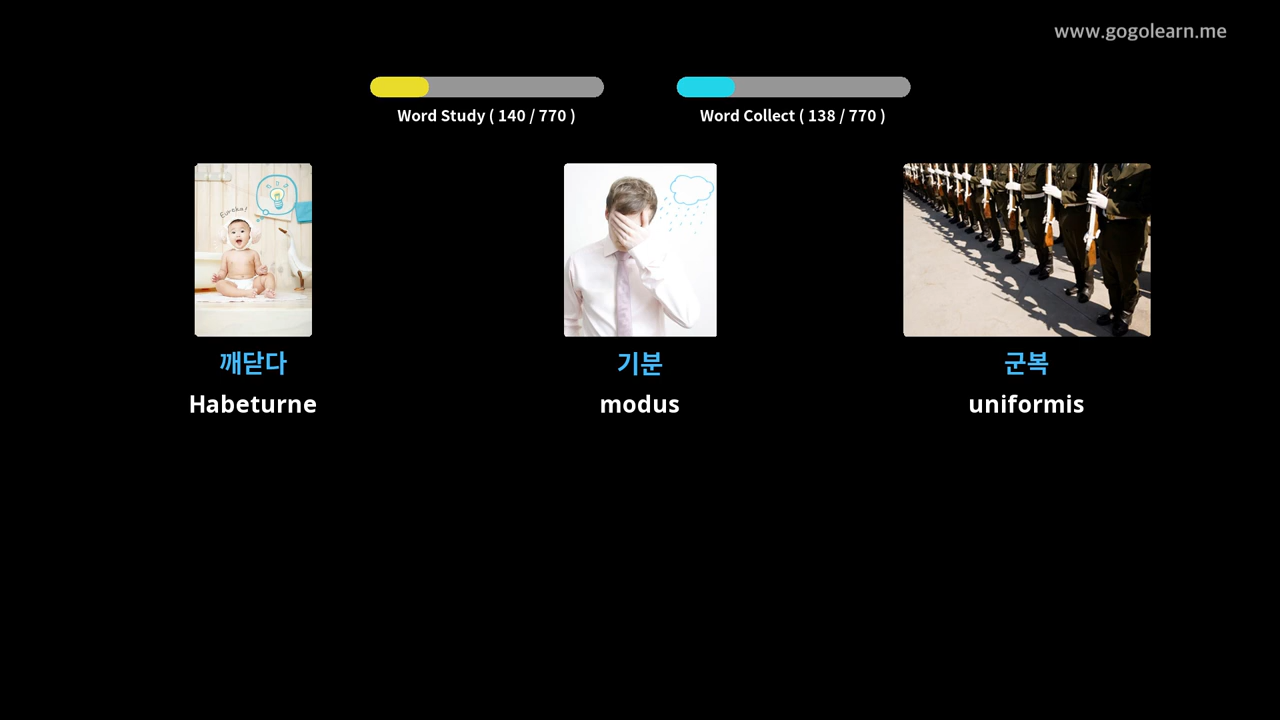 www.gogolearn.me
Word Study ( 140 / 770 )
Word Collect ( 138 / 770 )
Eureka!
깨닫다
기분
군복
Habeturne
modus
uniformis